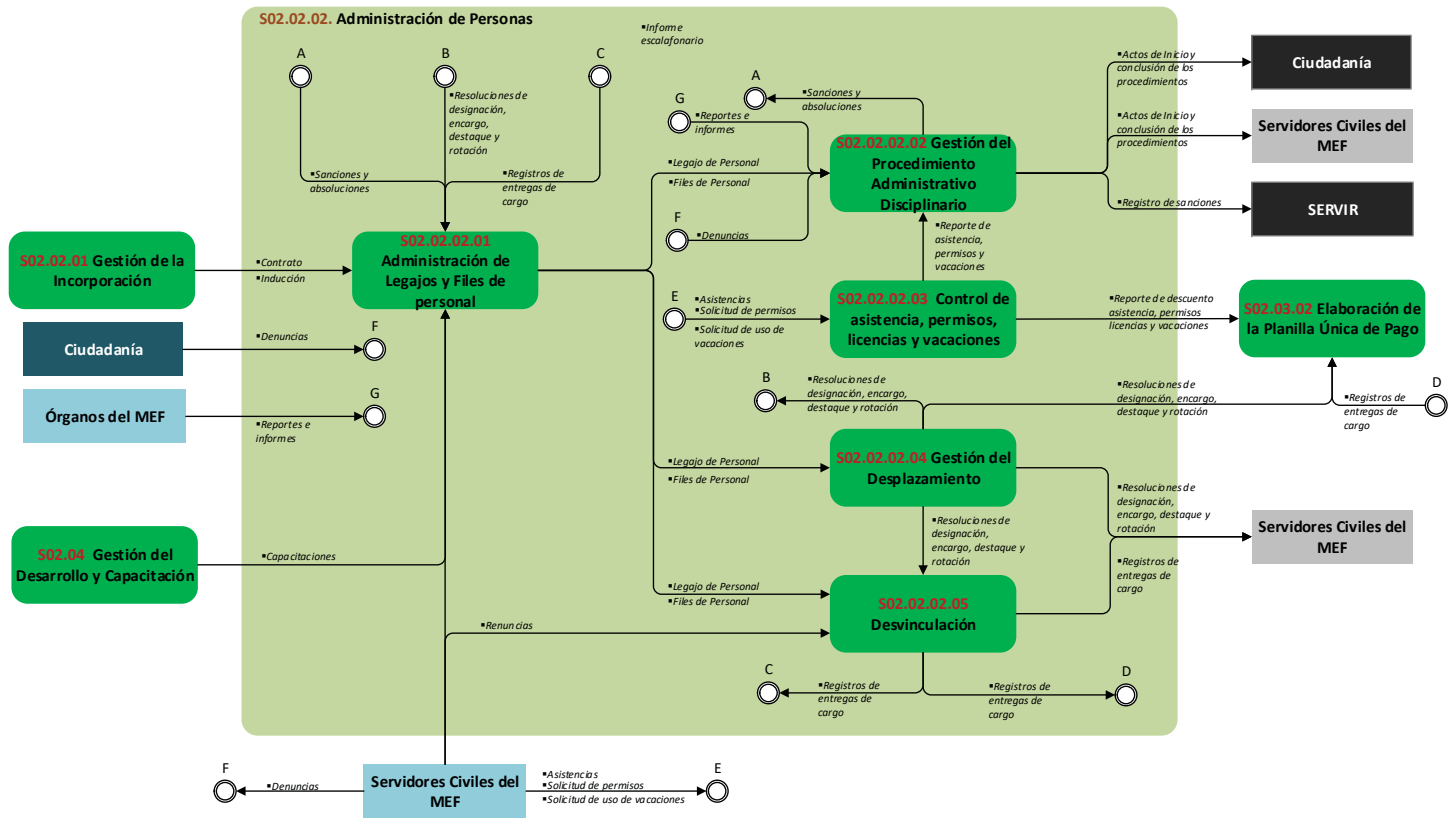 S02.02.02. Administración de Personas
▪Informe
escalafonario
A
B
C
▪Resoluciones de
designación,
encargo,
destaque y
rotación
▪Sanciones y
absoluciones
▪Registros de
entregas de
cargo
A
▪Sanciones y
absoluciones
G
▪Reportes e
informes
▪Legajo de Personal
▪Files de Personal
F
▪Denuncias
S02.02.02.02 Gestión del
Procedimiento
Administrativo
Disciplinario
▪Actos de Inicio y
conclusión de los
procedimientos
Ciudadanía
▪Actos de Inicio y
conclusión de los
procedimientos
Servidores Civiles del
MEF
▪Registro de sanciones
SERVIR
S02.02.01 Gestión de la
Incorporación
▪Contrato
▪Inducción
S02.02.02.01
Administración de
Legajos y Files de
personal
▪Reporte de
asistencia,
permisos y
vacaciones
E
▪Asistencias
▪Solicitud de permisos
▪Solicitud de uso de
vacaciones
S02.02.02.03 Control de
asistencia, permisos,
licencias y vacaciones
▪Reporte de descuento
asistencia, permisos
licencias y vacaciones
S02.03.02 Elaboración de
la Planilla Única de Pago
Ciudadanía
▪Denuncias
F
Órganos del MEF
▪Reportes e
informes
G
B
▪Resoluciones de
designación, encargo,
destaque y rotación
▪Resoluciones de
designación, encargo,
destaque y rotación
▪Registros de
entregas de
cargo
D
▪Legajo de Personal
▪Files de Personal
S02.02.02.04 Gestión del
Desplazamiento
▪Resoluciones de
designación,
encargo, destaque y
rotación
▪Resoluciones de
designación,
encargo, destaque y
rotación
Servidores Civiles del
MEF
▪Registros de
entregas de
cargo
S02.04 Gestión del
Desarrollo y Capacitación
▪Capacitaciones
▪Legajo de Personal
▪Files de Personal
S02.02.02.05
Desvinculación
▪Renuncias
C
▪Registros de
entregas de
cargo
▪Registros de
entregas de
cargo
D
F
▪Denuncias
Servidores Civiles del
MEF
▪Asistencias
▪Solicitud de permisos
▪Solicitud de uso de vacaciones
E